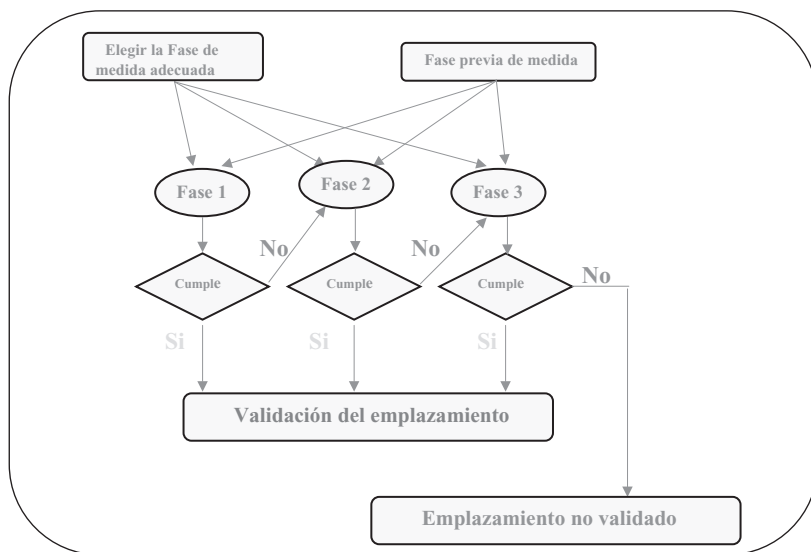 Elegir la Fase de
medida adecuada
Fase previa de medida
Fase 1
Fase 2
Fase 3
No
No
No
Cumple
Cumple
Cumple
Si
Si
Si
Validación del emplazamiento
Emplazamiento no validado